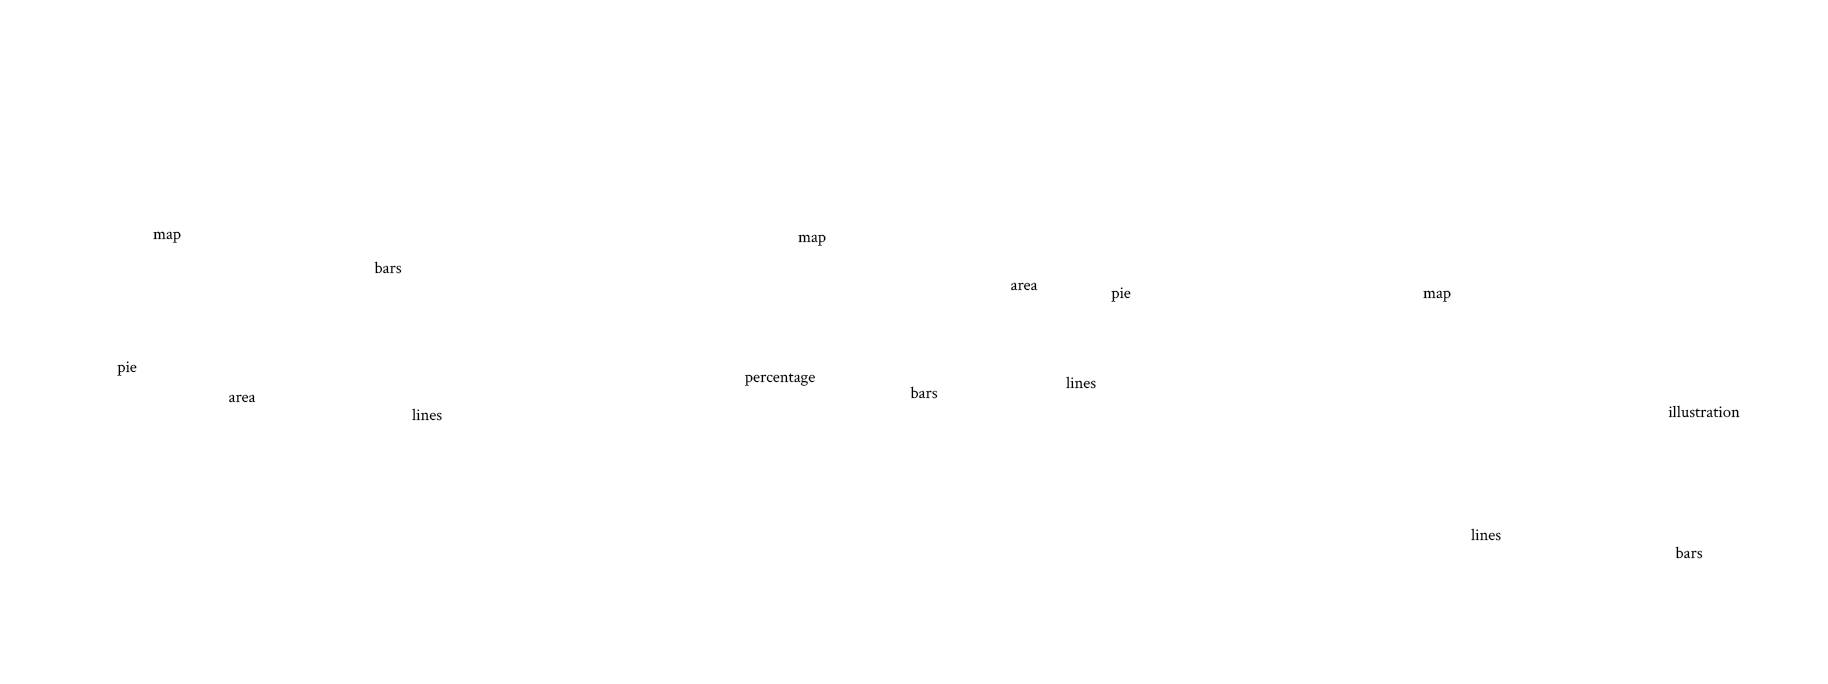 map
bars
pie
area
lines
map
area
pie
percentage
bars
lines
map
illustration
lines
bars